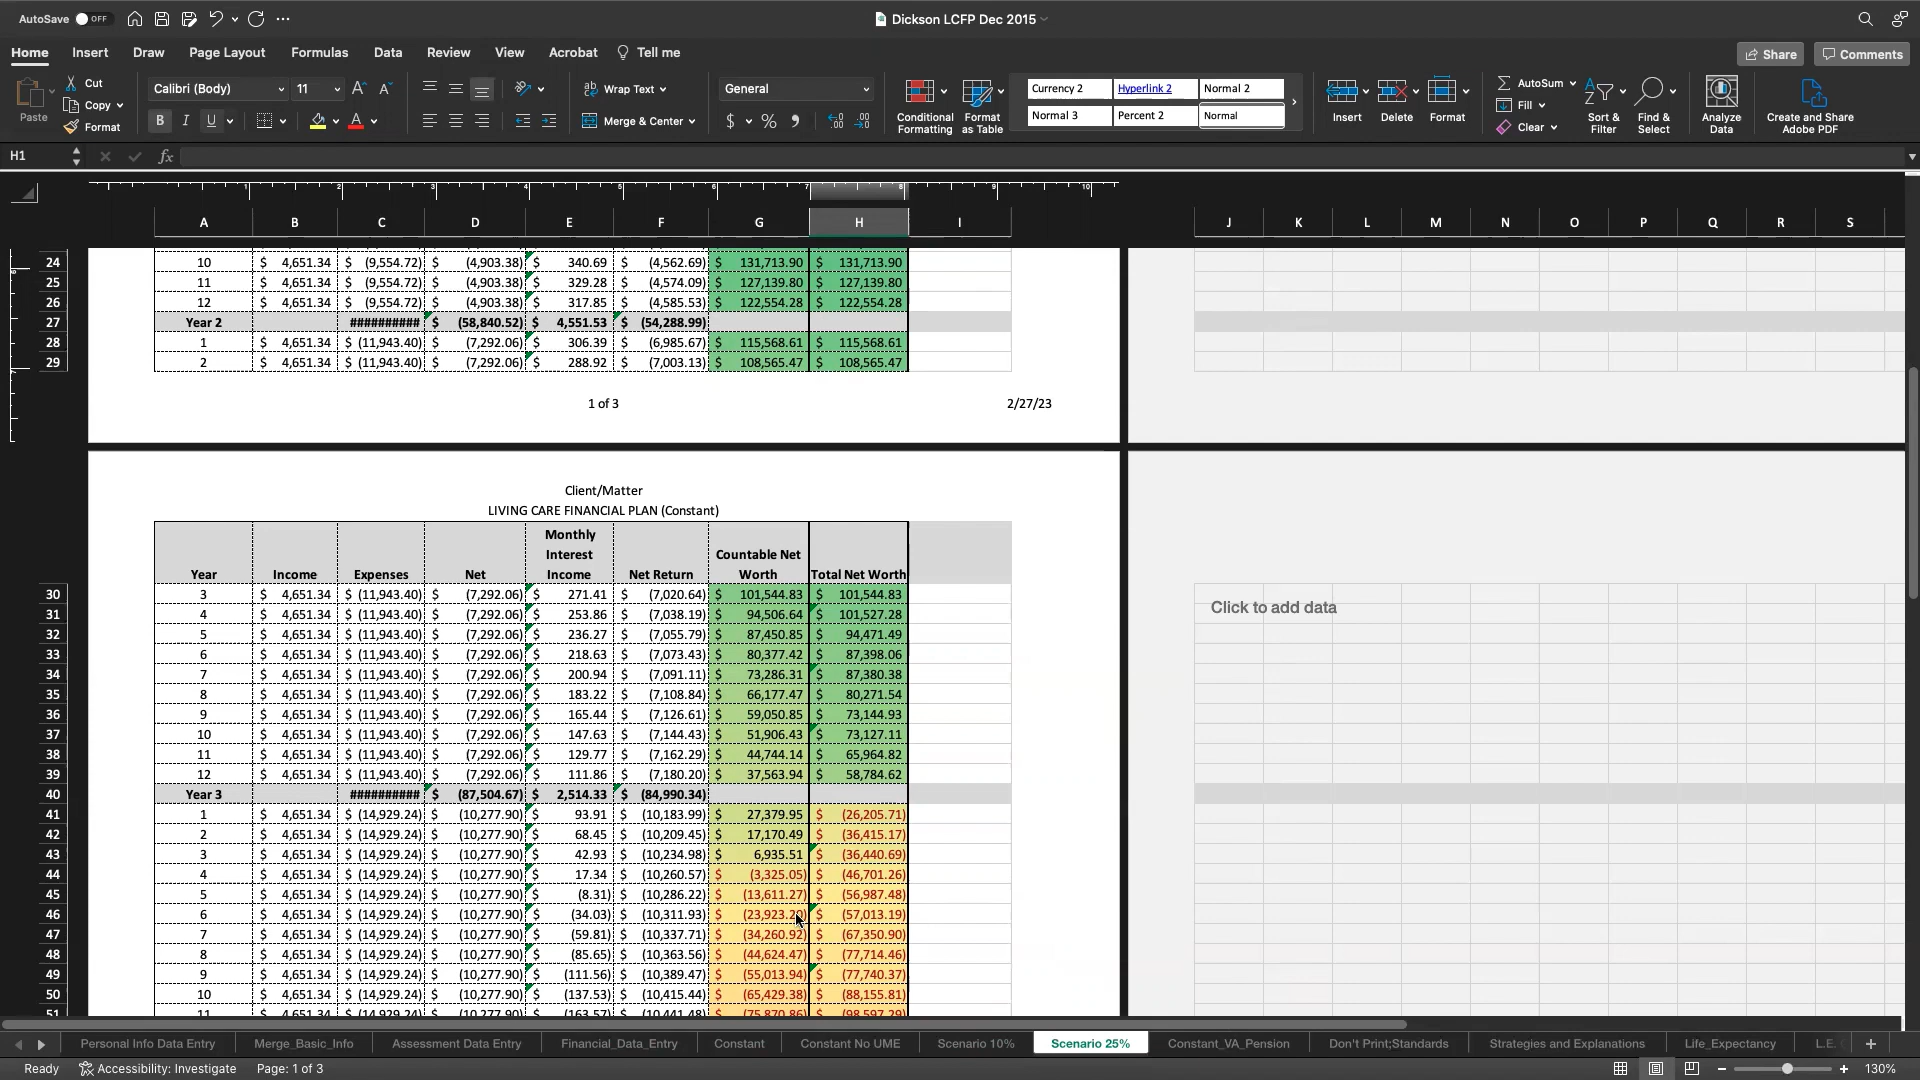 AutoSave OFF Dickson LCFP Dec 2015
Home Insert Draw Page Layout Formulas Data Review View Acrobat Tell me Share Comments
Paste Cut Copy Format
Calibri (Body) 11 B I U
Wrap Text Merge & Center
General $ %
Conditional Formatting Format as Table
Currency 2 Hyperlink 2 Normal 2
Normal 3 Percent 2 Normal
Insert Delete Format
AutoSum Fill Clear
Sort & Filter Find & Select Analyze Data Create and Share Adobe PDF
H1 fx
1 2 3 4 5 6 7 8 9 10
A B C D E F G H I J K L M N O P Q R S
24 10 $ 4,651.34 $ (9,554.72) $ (4,903.38) $ 340.69 $ (4,562.69) $ 131,713.90 $ 131,713.90
25 11 $ 4,651.34 $ (9,554.72) $ (4,903.38) $ 329.28 $ (4,574.09) $ 127,139.80 $ 127,139.80
26 12 $ 4,651.34 $ (9,554.72) $ (4,903.38) $ 317.85 $ (4,585.53) $ 122,554.28 $ 122,554.28
27 Year 2 ########## $ (58,840.52) $ 4,551.53 $ (54,288.99)
28 1 $ 4,651.34 $ (11,943.40) $ (7,292.06) $ 306.39 $ (6,985.67) $ 115,568.61 $ 115,568.61
29 2 $ 4,651.34 $ (11,943.40) $ (7,292.06) $ 288.92 $ (7,003.13) $ 108,565.47 $ 108,565.47
1 of 3 2/27/23
Client/Matter
LIVING CARE FINANCIAL PLAN (Constant)
Year Income Expenses Net Monthly Interest Income Net Return Countable Net Worth Total Net Worth
30 3 $ 4,651.34 $ (11,943.40) $ (7,292.06) $ 271.41 $ (7,020.64) $ 101,544.83 $ 101,544.83
Click to add data
31 4 $ 4,651.34 $ (11,943.40) $ (7,292.06) $ 253.86 $ (7,038.19) $ 94,506.64 $ 101,527.28
32 5 $ 4,651.34 $ (11,943.40) $ (7,292.06) $ 236.27 $ (7,055.79) $ 87,450.85 $ 94,471.49
33 6 $ 4,651.34 $ (11,943.40) $ (7,292.06) $ 218.63 $ (7,073.43) $ 80,377.42 $ 87,398.06
34 7 $ 4,651.34 $ (11,943.40) $ (7,292.06) $ 200.94 $ (7,091.11) $ 73,286.31 $ 87,380.38
35 8 $ 4,651.34 $ (11,943.40) $ (7,292.06) $ 183.22 $ (7,108.84) $ 66,177.47 $ 80,271.54
36 9 $ 4,651.34 $ (11,943.40) $ (7,292.06) $ 165.44 $ (7,126.61) $ 59,050.85 $ 73,144.93
37 10 $ 4,651.34 $ (11,943.40) $ (7,292.06) $ 147.63 $ (7,144.43) $ 51,906.43 $ 73,127.11
38 11 $ 4,651.34 $ (11,943.40) $ (7,292.06) $ 129.77 $ (7,162.29) $ 44,744.14 $ 65,964.82
39 12 $ 4,651.34 $ (11,943.40) $ (7,292.06) $ 111.86 $ (7,180.20) $ 37,563.94 $ 58,784.62
40 Year 3 ########## $ (87,504.67) $ 2,514.33 $ (84,990.34)
41 1 $ 4,651.34 $ (14,929.24) $ (10,277.90) $ 93.91 $ (10,183.99) $ 27,379.95 $ (26,205.71)
42 2 $ 4,651.34 $ (14,929.24) $ (10,277.90) $ 68.45 $ (10,209.45) $ 17,170.49 $ (36,415.17)
43 3 $ 4,651.34 $ (14,929.24) $ (10,277.90) $ 42.93 $ (10,234.98) $ 6,935.51 $ (36,440.69)
44 4 $ 4,651.34 $ (14,929.24) $ (10,277.90) $ 17.34 $ (10,260.57) $ (3,325.05) $ (46,701.26)
45 5 $ 4,651.34 $ (14,929.24) $ (10,277.90) $ (8.31) $ (10,286.22) $ (13,611.27) $ (56,987.48)
46 6 $ 4,651.34 $ (14,929.24) $ (10,277.90) $ (34.03) $ (10,311.93) $ (23,923.20) $ (57,013.19)
47 7 $ 4,651.34 $ (14,929.24) $ (10,277.90) $ (59.81) $ (10,337.71) $ (34,260.92) $ (67,350.90)
48 8 $ 4,651.34 $ (14,929.24) $ (10,277.90) $ (85.65) $ (10,363.56) $ (44,624.47) $ (77,714.46)
49 9 $ 4,651.34 $ (14,929.24) $ (10,277.90) $ (111.56) $ (10,389.47) $ (55,013.94) $ (77,740.37)
50 10 $ 4,651.34 $ (14,929.24) $ (10,277.90) $ (137.53) $ (10,415.44) $ (65,429.38) $ (88,155.81)
51 11 $ 4,651.34 $ (14,929.24) $ (10,277.90) $ (163.57) $ (10,441.48) $ (75,870.86) $ (98,597.29)
Personal Info Data Entry Merge_Basic_Info Assessment Data Entry Financial_Data_Entry Constant Constant No UME Scenario 10% Scenario 25% Constant_VA_Pension Don't Print;Standards Strategies and Explanations Life_Expectancy L.E. +
Ready Accessibility: Investigate Page: 1 of 3 130%